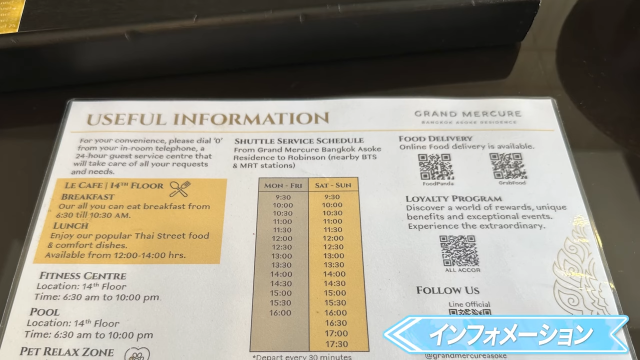 USEFUL INFORMATION
GRAND MERCURE
BANGKOK ASOKE RESIDENCE
For your convenience, please dial '0'
from your in-room telephone, a
24-hour guest service centre that
will take care of all your requests
and needs.
LE CAFE | 14TH FLOOR
BREAKFAST
Our all you can eat breakfast from
6:30 till 10:30 AM.
LUNCH
Enjoy our popular Thai Street food
& comfort dishes.
Available from 12:00-14:00 hrs.
FITNESS CENTRE
Location: 14th Floor
Time: 6:30 am to 10:00 pm
POOL
Location: 14th Floor
Time: 6:30 am to 10:00 pm
PET RELAX ZONE
SHUTTLE SERVICE SCHEDULE
From Grand Mercure Bangkok Asoke
Residence to Robinson (nearby BTS
& MRT stations)
MON - FRI SAT - SUN
9:30 9:30
10:00 10:00
10:30 10:30
11:00 11:00
11:30 11:30
12:00 12:00
12:30 12:30
13:00 13:00
13:30 13:30
14:00 14:00
14:30 14:30
15:00 15:00
15:30 15:30
16:00 16:00
16:30
17:00
17:30
*Depart every 30 minutes
FOOD DELIVERY
Online Food delivery is available.
FoodPanda GrabFood
LOYALTY PROGRAM
Discover a world of rewards, unique
benefits and exceptional events.
Experience the extraordinary.
ALL ACCOR
FOLLOW US
Line Official
@grandmercureasoke
インフォメーション